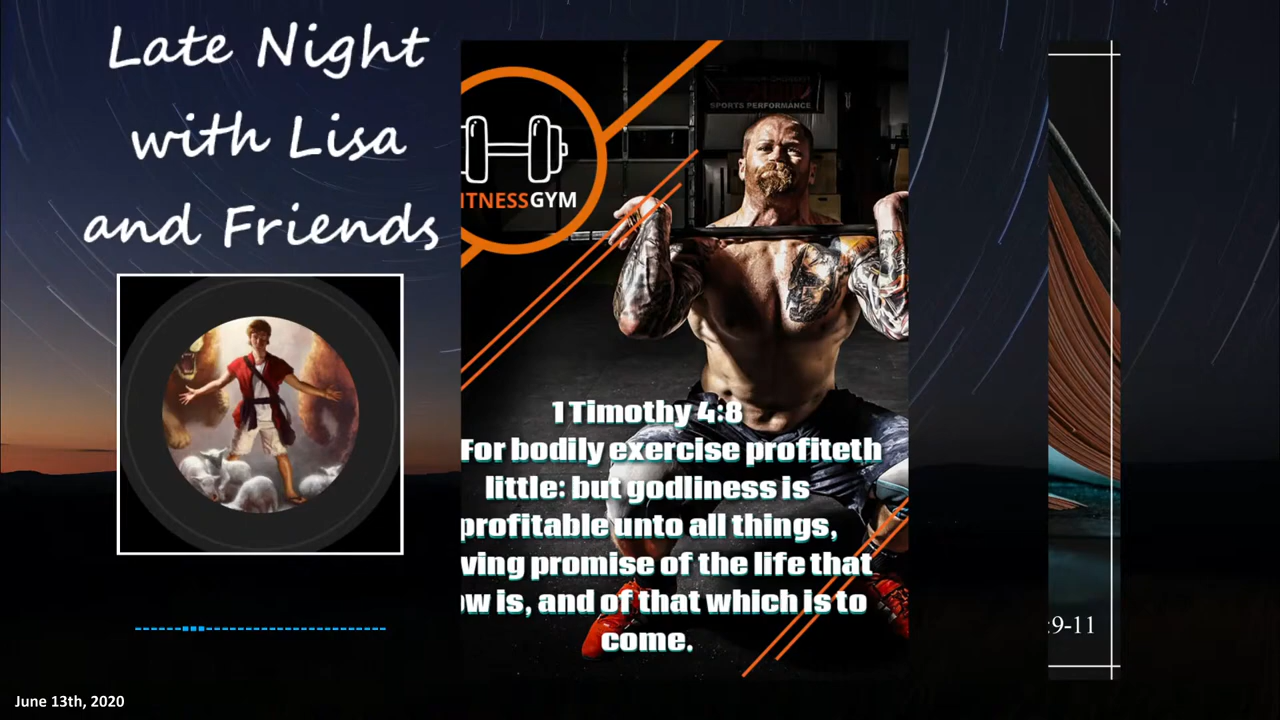 Late Night
with Lisa
and Friends
SPORTS PERFORMANCE
ITNESSGYM
1 Timothy 4:8
For bodily exercise profiteth
little: but godliness is
profitable unto all things,
ving promise of the life that
ow is, and of that which is to
come.
:9-11
June 13th, 2020